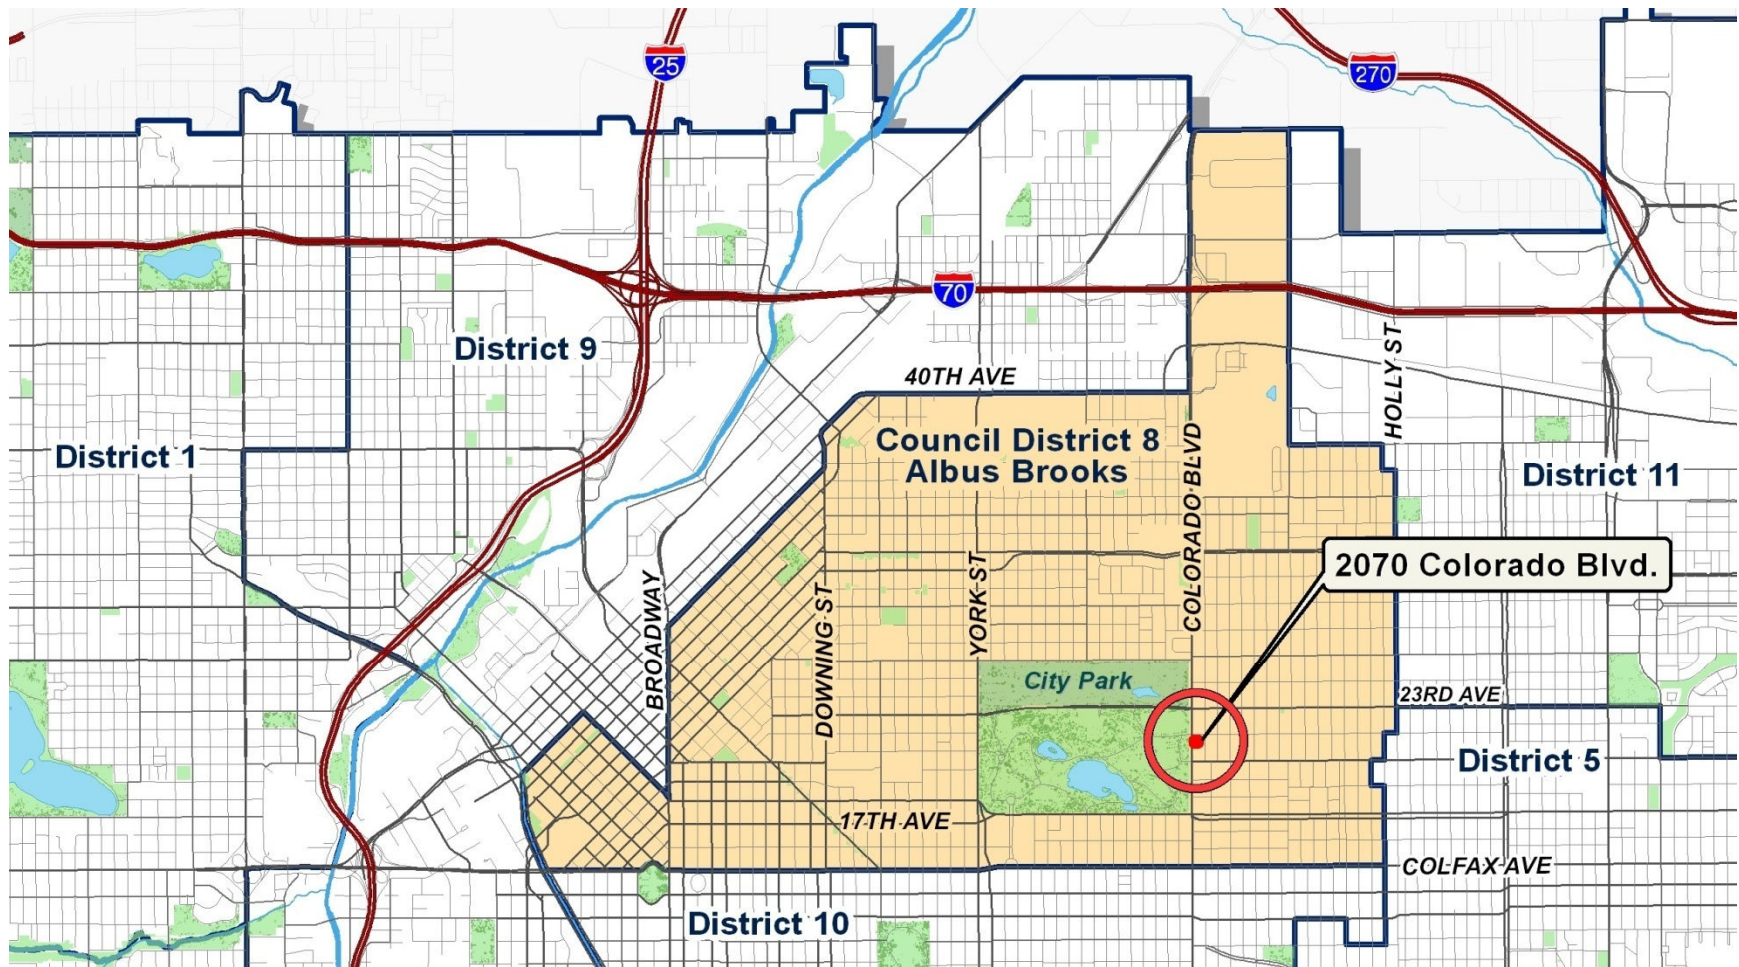 25
270
70
District 9
40TH AVE
HOLLY ST
District 1
Council District 8
Albus Brooks
COLORADO BLVD
District 11
2070 Colorado Blvd.
BROADWAY
DOWNING ST
YORK ST
City Park
23RD AVE
District 5
17TH AVE
COLFAX AVE
District 10